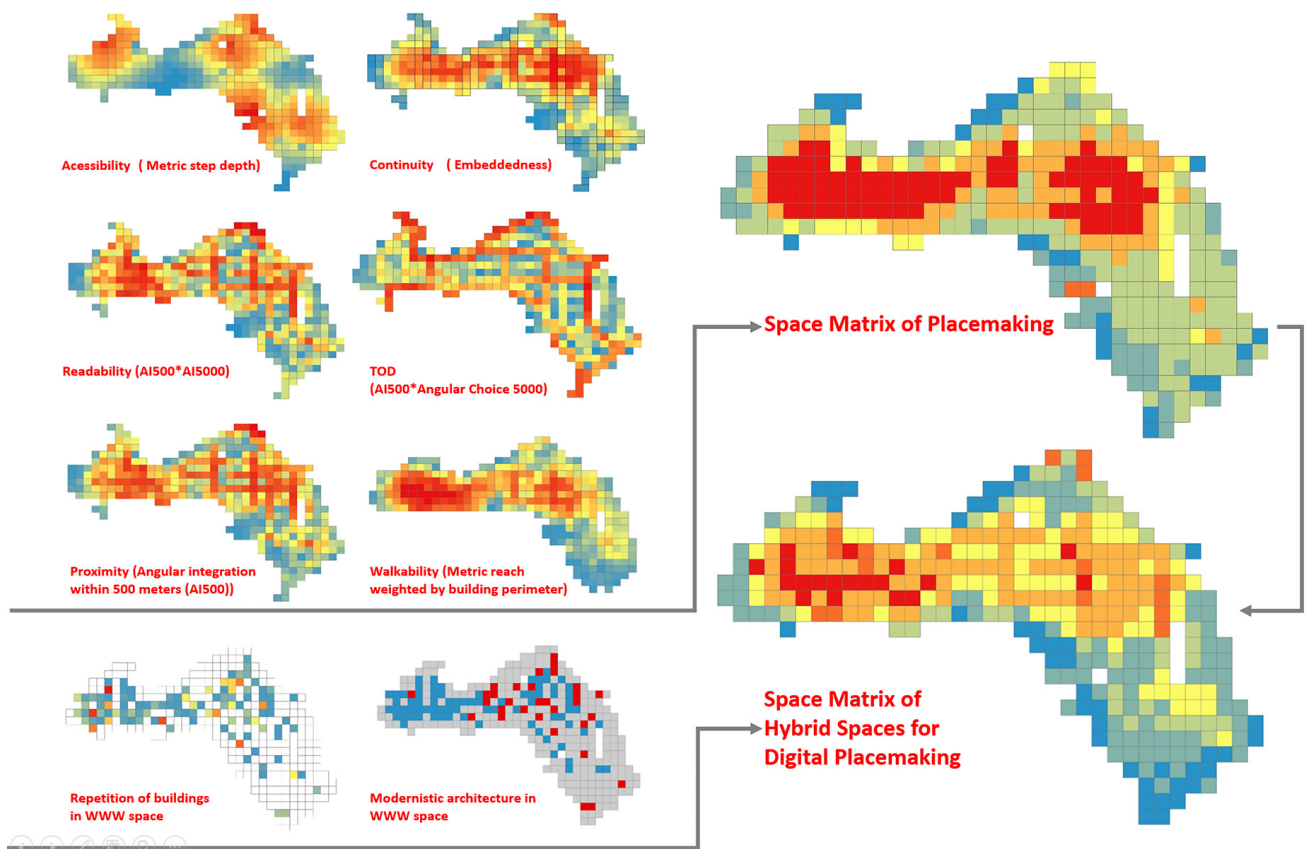 Acessibility ( Metric step depth)
Continuity ( Embeddedness)
Readability (AI500*AI5000)
TOD
(AI500*Angular Choice 5000)
Proximity (Angular integration
within 500 meters (AI500))
Walkability (Metric reach
weighted by building perimeter)
Space Matrix of Placemaking
Repetition of buildings
in WWW space
Modernistic architecture in
WWW space
Space Matrix of
Hybrid Spaces for
Digital Placemaking